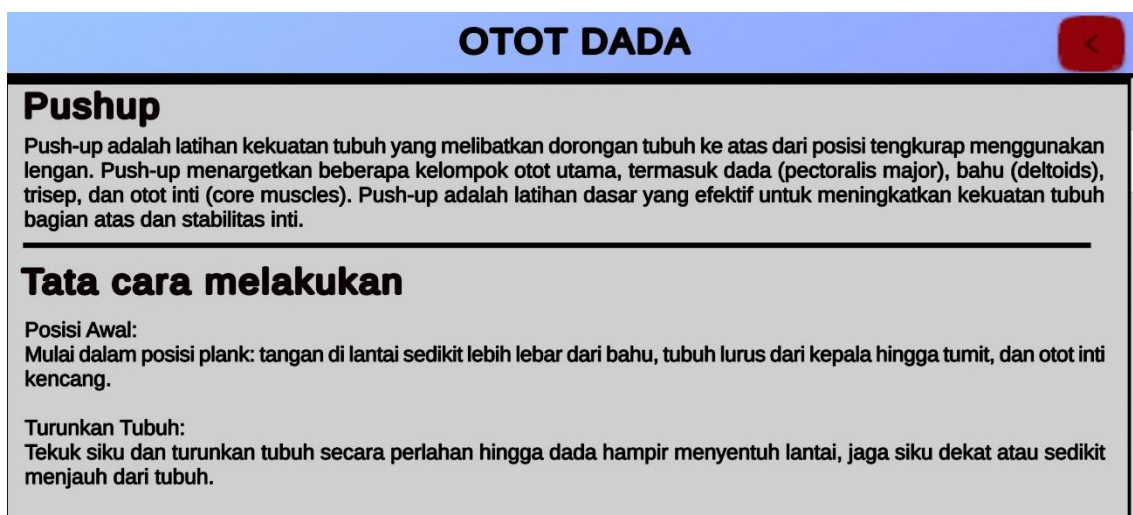 OTOT DADA
<
Pushup
Push-up adalah latihan kekuatan tubuh yang melibatkan dorongan tubuh ke atas dari posisi tengkurap menggunakan
lengan. Push-up menargetkan beberapa kelompok otot utama, termasuk dada (pectoralis major), bahu (deltoids),
trisep, dan otot inti (core muscles). Push-up adalah latihan dasar yang efektif untuk meningkatkan kekuatan tubuh
bagian atas dan stabilitas inti.
Tata cara melakukan
Posisi Awal:
Mulai dalam posisi plank: tangan di lantai sedikit lebih lebar dari bahu, tubuh lurus dari kepala hingga tumit, dan otot inti
kencang.
Turunkan Tubuh:
Tekuk siku dan turunkan tubuh secara perlahan hingga dada hampir menyentuh lantai, jaga siku dekat atau sedikit
menjauh dari tubuh.